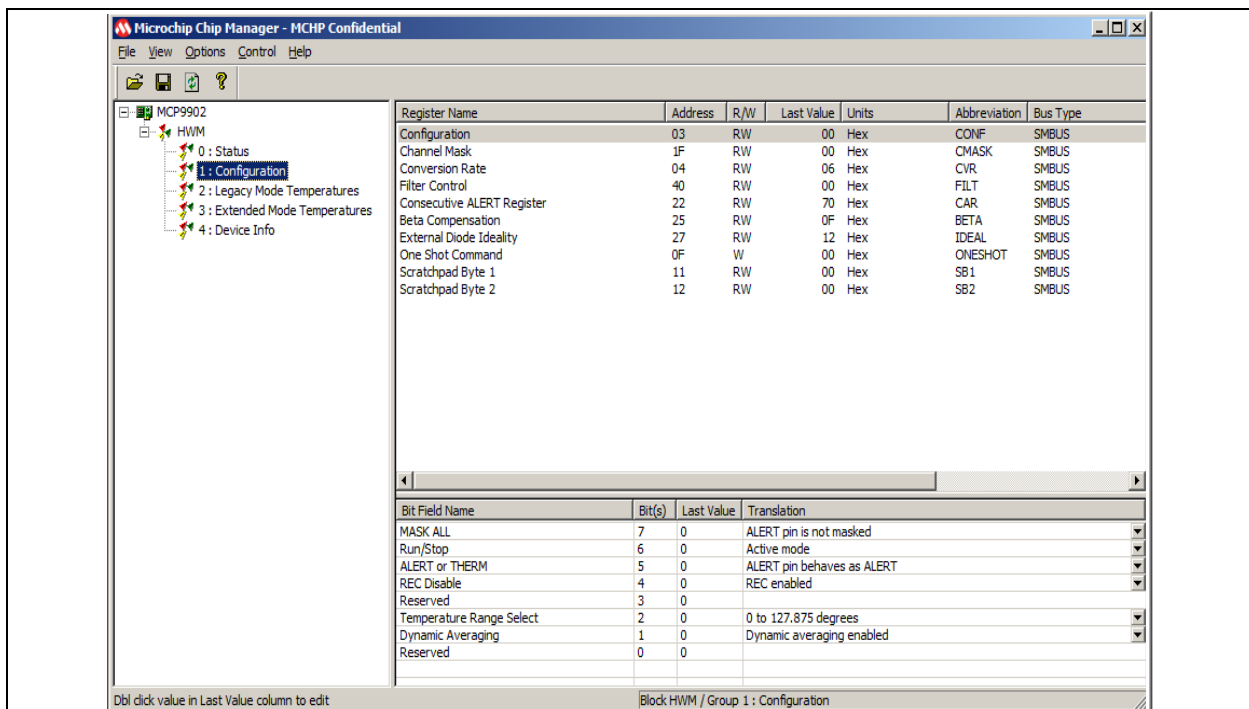 Microchip Chip Manager - MCHP Confidential
File View Options Control Help
MCP9902
HWM
0 : Status
1 : Configuration
2 : Legacy Mode Temperatures
3 : Extended Mode Temperatures
4 : Device Info
Register Name Address R/W Last Value Units Abbreviation Bus Type
Configuration 03 RW 00 Hex CONF SMBUS
Channel Mask 1F RW 00 Hex CMASK SMBUS
Conversion Rate 04 RW 06 Hex CVR SMBUS
Filter Control 40 RW 00 Hex FILT SMBUS
Consecutive ALERT Register 22 RW 70 Hex CAR SMBUS
Beta Compensation 25 RW 0F Hex BETA SMBUS
External Diode Ideality 27 RW 12 Hex IDEAL SMBUS
One Shot Command 0F W 00 Hex ONESHOT SMBUS
Scratchpad Byte 1 11 RW 00 Hex SB1 SMBUS
Scratchpad Byte 2 12 RW 00 Hex SB2 SMBUS
Bit Field Name Bit(s) Last Value Translation
MASK ALL 7 0 ALERT pin is not masked
Run/Stop 6 0 Active mode
ALERT or THERM 5 0 ALERT pin behaves as ALERT
REC Disable 4 0 REC enabled
Reserved 3 0
Temperature Range Select 2 0 0 to 127.875 degrees
Dynamic Averaging 1 0 Dynamic averaging enabled
Reserved 0 0
Dbl click value in Last Value column to edit
Block HWM / Group 1 : Configuration